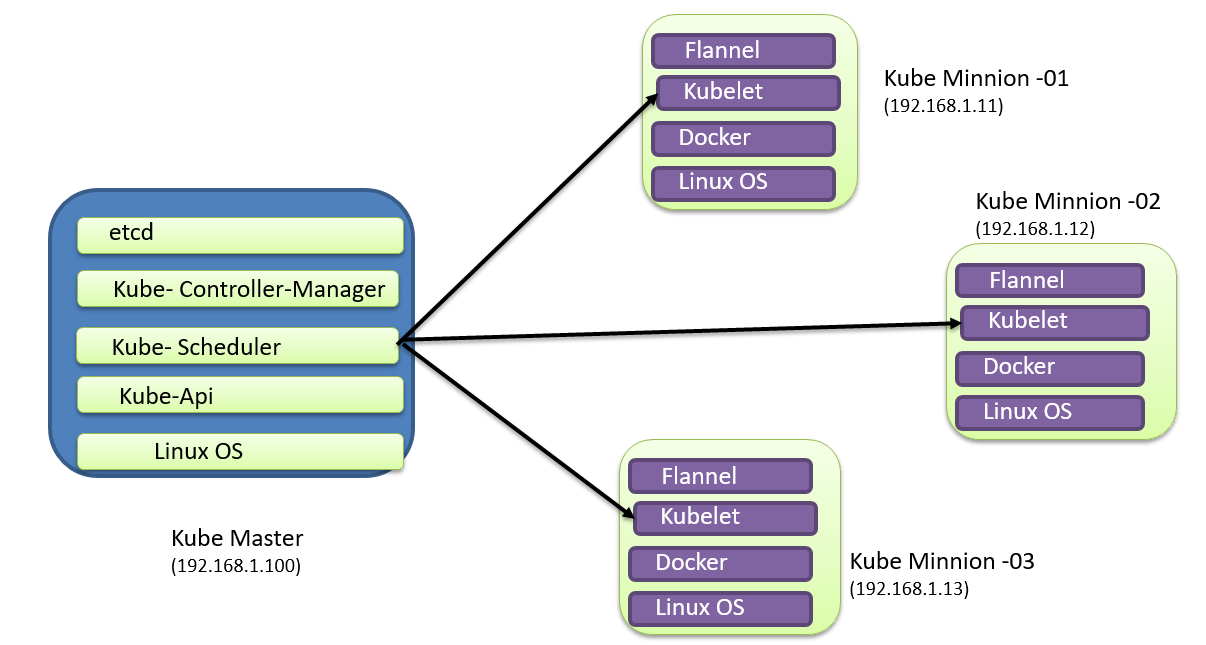 etcd
Kube- Controller-Manager
Kube- Scheduler
Kube-Api
Linux OS
Kube Master
(192.168.1.100)
Flannel
Kubelet
Docker
Linux OS
Kube Minnion -01
(192.168.1.11)
Kube Minnion -02
(192.168.1.12)
Flannel
Kubelet
Docker
Linux OS
Flannel
Kubelet
Docker
Linux OS
Kube Minnion -03
(192.168.1.13)